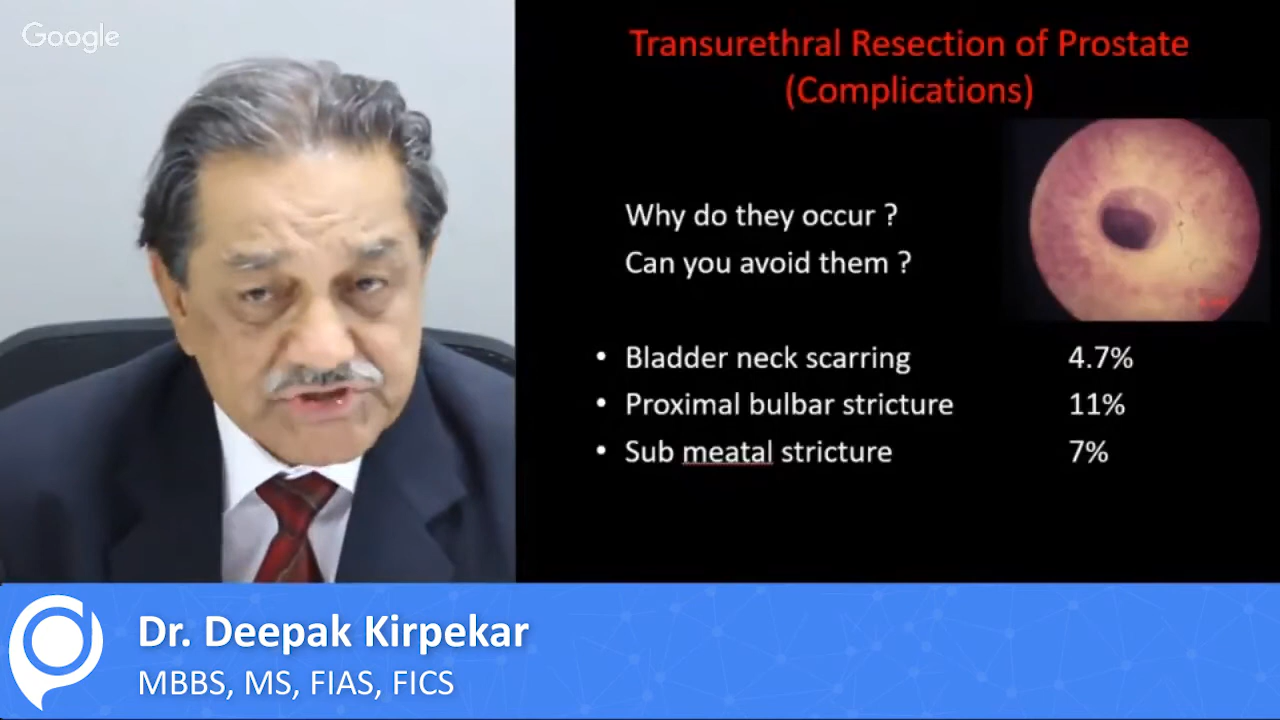 Google
Transurethral Resection of Prostate
(Complications)
Why do they occur ?
Can you avoid them ?
• Bladder neck scarring 4.7%
• Proximal bulbar stricture 11%
• Sub meatal stricture 7%
Dr. Deepak Kirpekar
MBBS, MS, FIAS, FICS